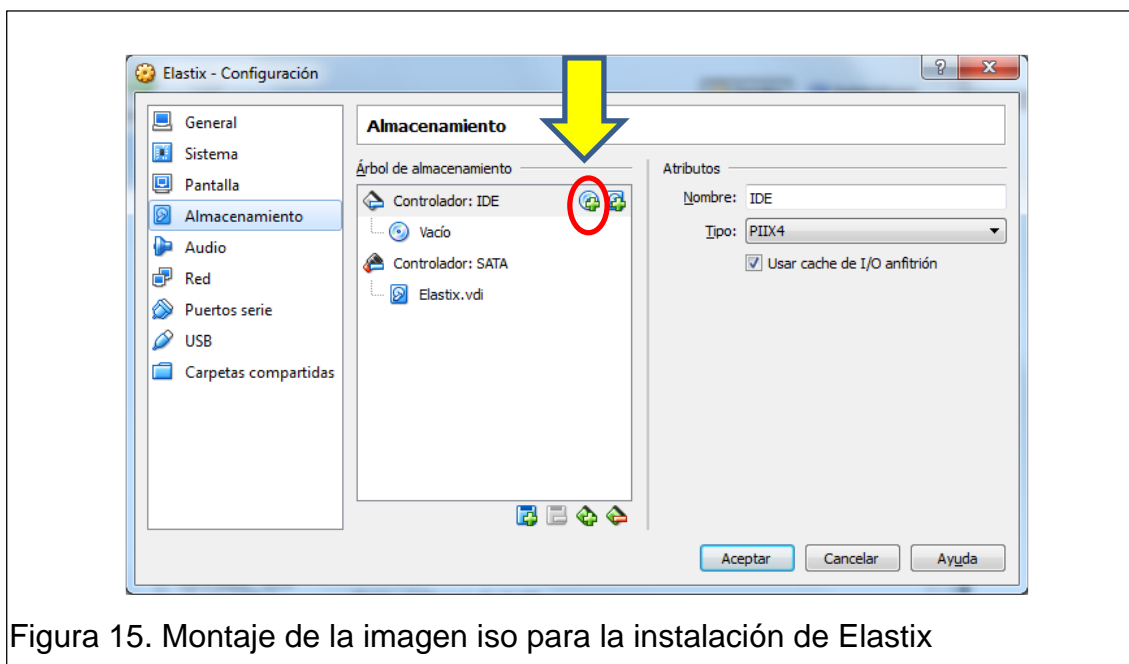 Elastix - Configuración
General
Sistema
Pantalla
Almacenamiento
Audio
Red
Puertos serie
USB
Carpetas compartidas
Almacenamiento
Árbol de almacenamiento
Controlador: IDE
Vacío
Controlador: SATA
Elastix.vdi
Atributos
Nombre: IDE
Tipo: PIIX4
Usar cache de I/O anfitrión
Aceptar Cancelar Ayuda
Figura 15. Montaje de la imagen iso para la instalación de Elastix